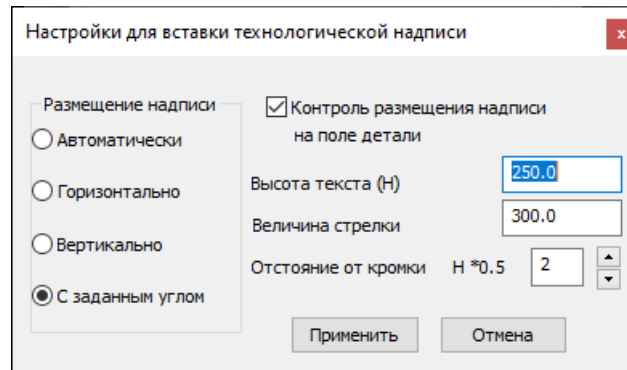 Настройки для вставки технологической надписи
x
Размещение надписи
Автоматически
Горизонтально
Вертикально
С заданным углом
Контроль размещения надписи
на поле детали
Высота текста (H) 250.0
Величина стрелки 300.0
Отстояние от кромки H *0.5 2
Применить Отмена